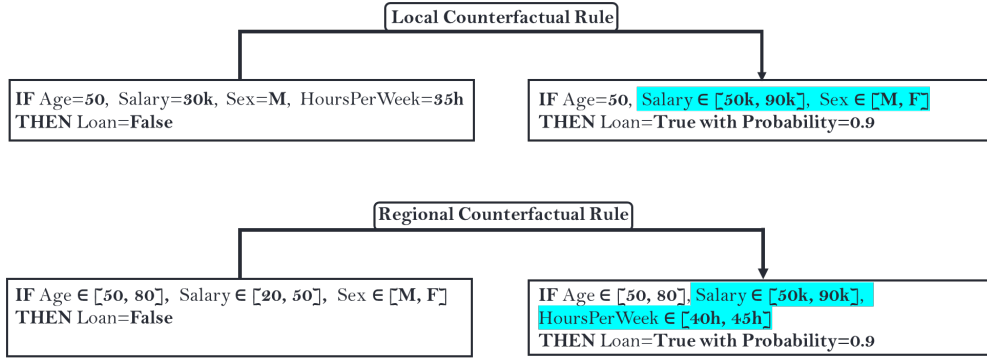 Local Counterfactual Rule
IF Age=50, Salary=30k, Sex=M, HoursPerWeek=35h
THEN Loan=False
IF Age=50, Salary ∈ [50k, 90k], Sex ∈ [M, F]
THEN Loan=True with Probability=0.9
Regional Counterfactual Rule
IF Age ∈ [50, 80], Salary ∈ [20, 50], Sex ∈ [M, F]
THEN Loan=False
IF Age ∈ [50, 80], Salary ∈ [50k, 90k],
HoursPerWeek ∈ [40h, 45h]
THEN Loan=True with Probability=0.9